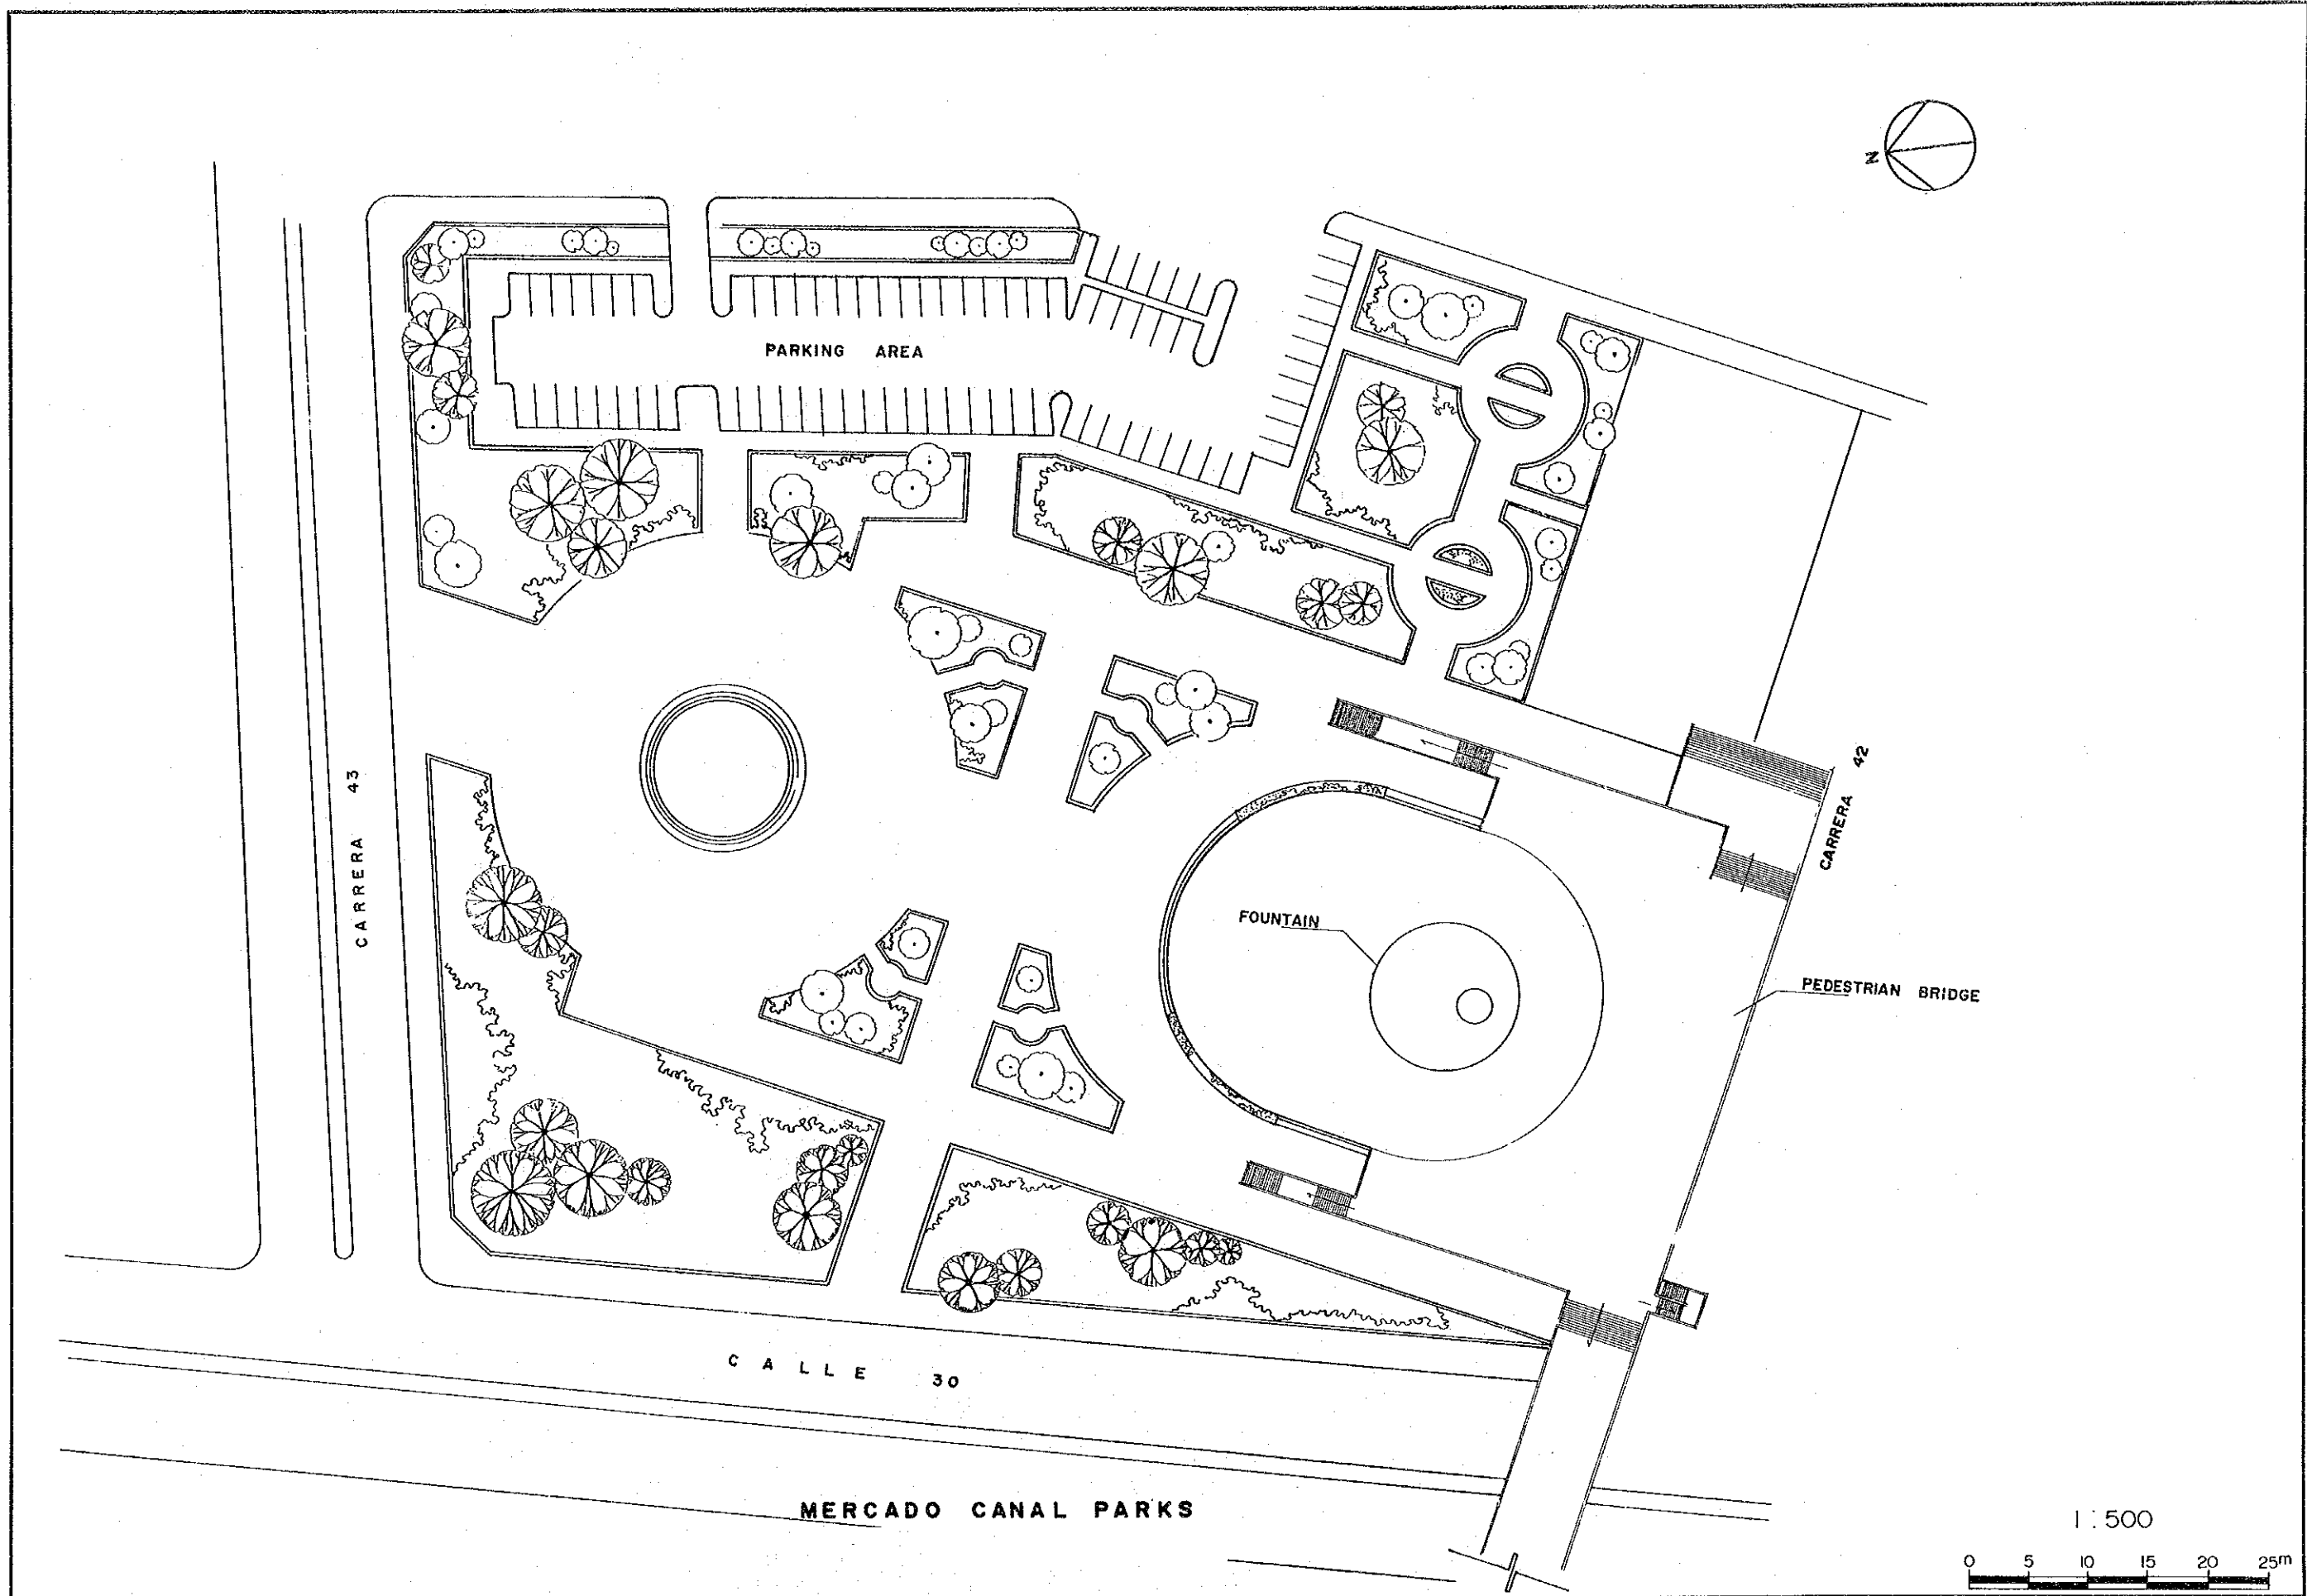 N
PARKING AREA
CARRERA 43
CARRERA 42
FOUNTAIN
PEDESTRIAN BRIDGE
CALLE 30
MERCADO CANAL PARKS
1:500
0 5 10 15 20 25m